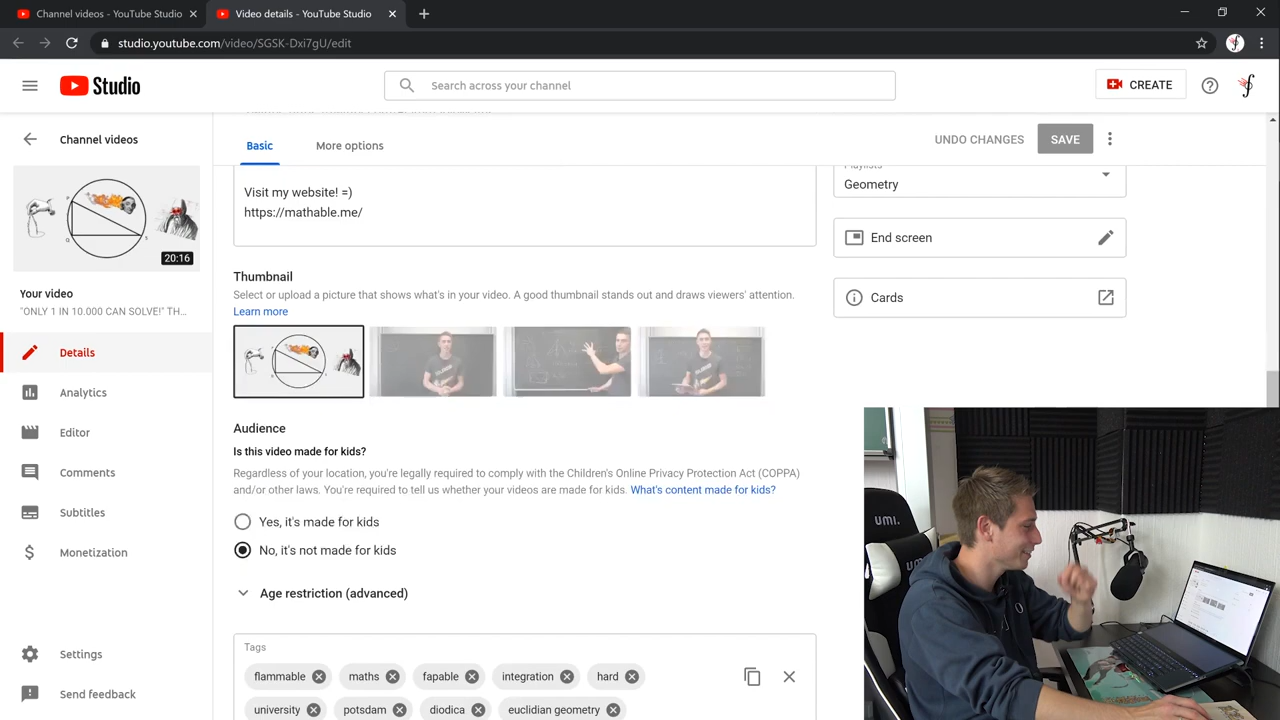 Channel videos - YouTube Studio
Video details - YouTube Studio
studio.youtube.com/video/SGSK-Dxi7gU/edit
Studio
Search across your channel
CREATE
Channel videos
Basic
More options
UNDO CHANGES
SAVE
20:16
Your video
"ONLY 1 IN 10.000 CAN SOLVE!" TH...
Details
Analytics
Editor
Comments
Subtitles
Monetization
Settings
Send feedback
Visit my website! =)
https://mathable.me/
Thumbnail
Select or upload a picture that shows what's in your video. A good thumbnail stands out and draws viewers' attention.
Learn more
Audience
Is this video made for kids?
Regardless of your location, you're legally required to comply with the Children's Online Privacy Protection Act (COPPA)
and/or other laws. You're required to tell us whether your videos are made for kids. What's content made for kids?
Yes, it's made for kids
No, it's not made for kids
Age restriction (advanced)
Tags
flammable maths fapable integration hard
university potsdam diodica euclidian geometry
Playlists
Geometry
End screen
Cards
umi.